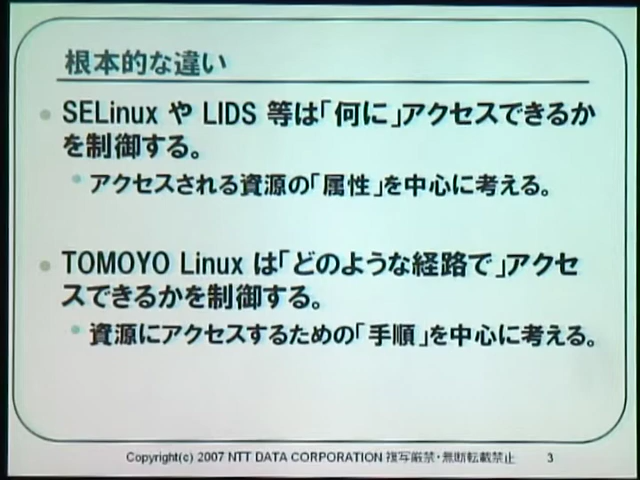 根本的な違い
SELinux や LIDS 等は「何に」アクセスできるか
を制御する。
アクセスされる資源の「属性」を中心に考える。
TOMOYO Linux は「どのような経路で」アクセ
スできるかを制御する。
資源にアクセスするための「手順」を中心に考える。
Copyright(c) 2007 NTT DATA CORPORATION 複写厳禁・無断転載禁止 3